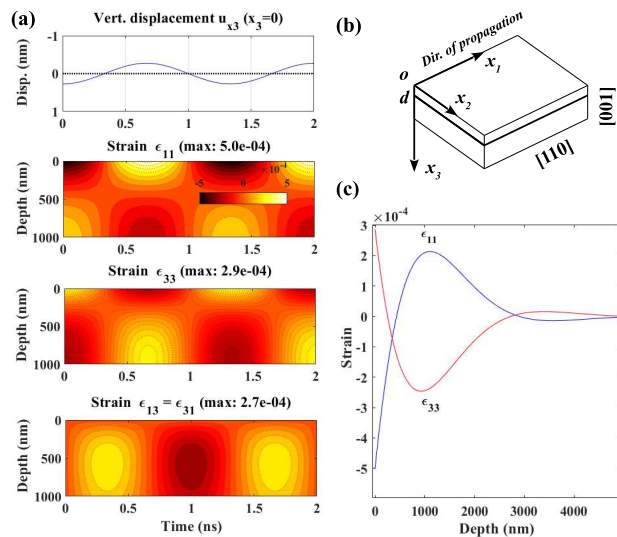 (a)
Vert. displacement u_x3 (x_3=0)
Disp. (nm)
-1
0
1
0 0.5 1 1.5 2
Strain ϵ_11 (max: 5.0e-04)
Depth (nm)
0
500
1000
× 10^-4
-5 0 5
0 0.5 1 1.5 2
Strain ϵ_33 (max: 2.9e-04)
Depth (nm)
0
500
1000
0 0.5 1 1.5 2
Strain ϵ_13 = ϵ_31 (max: 2.7e-04)
Depth (nm)
0
500
1000
0 0.5 1 1.5 2
Time (ns)
(b)
Dir. of propagation
o
x_1
d
x_2
x_3
[001]
[110]
(c)
×10^-4
3
2
1
0
-1
-2
-3
-4
-5
Strain
ϵ_11
ϵ_33
0 1000 2000 3000 4000
Depth (nm)